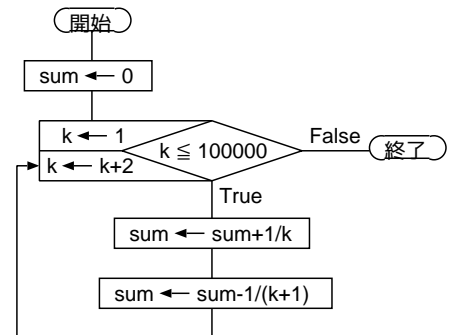 開始
sum ← 0
k ← 1
k ← k+2
k ≦ 100000
False
終了
True
sum ← sum+1/k
sum ← sum-1/(k+1)